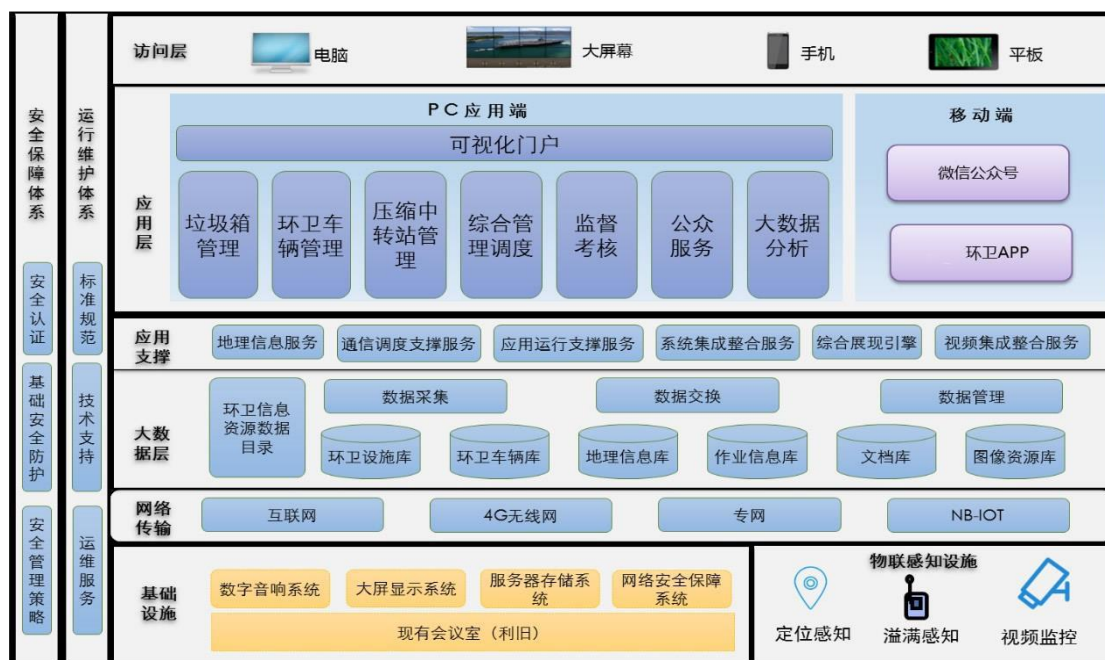 安全保障体系
安全认证
基础安全防护
安全管理策略
运行维护体系
标准规范
技术支持
运维服务
访问层
电脑
大屏幕
手机
平板
应用层
PC应用端
可视化门户
垃圾箱
管理
环卫车
辆管理
压缩中
转站管
理
综合管
理调度
监督
考核
公众
服务
大数据
分析
移动端
微信公众号
环卫APP
应用
支撑
地理信息服务
通信调度支撑服务
应用运行支撑服务
系统集成整合服务
综合展现引擎
视频集成整合服务
大数
据层
环卫信息
资源数据
目录
数据采集
数据交换
数据管理
环卫设施库
环卫车辆库
地理信息库
作业信息库
文档库
图像资源库
网络
传输
互联网
4G无线网
专网
NB-IOT
基础
设施
数字音响系统
大屏显示系统
服务器存储系
统
网络安全保障
系统
现有会议室（利旧）
物联感知设施
定位感知
溢满感知
视频监控